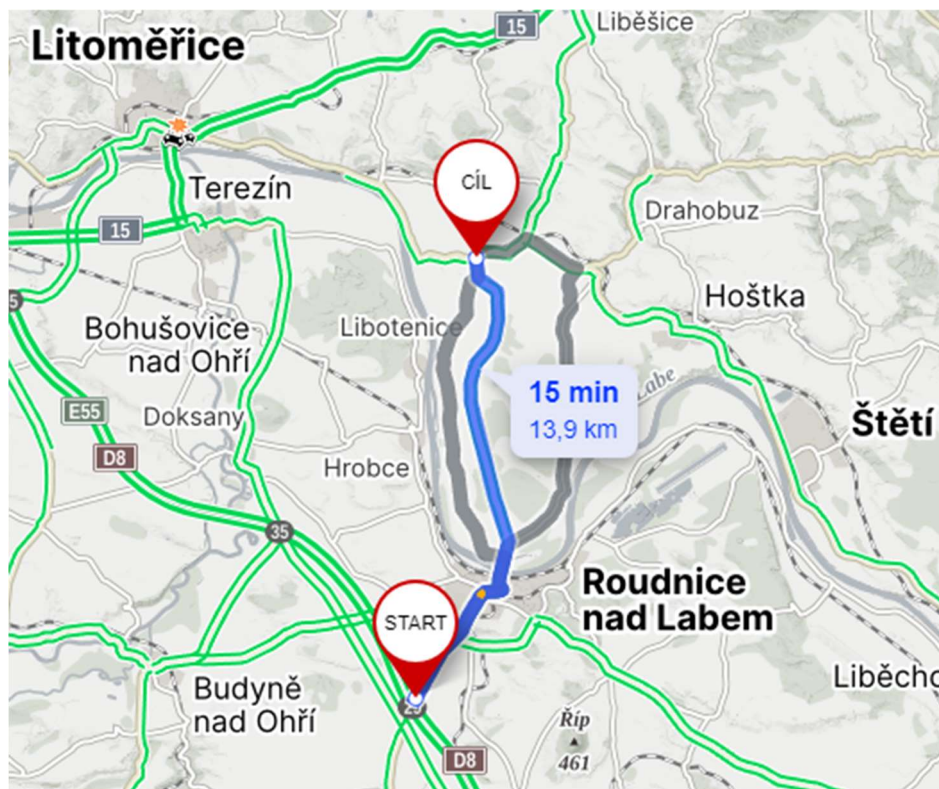 15
Liběšice
Litoměřice
CÍL
Terezín
Drahobuz
15
5
Hoštka
Libotenice
Bohušovice
nad Ohří
15 min
13,9 km
Labe
E55
Doksany
Štětí
D8
Hrobce
35
Roudnice
nad Labem
START
Liběcho
Budyně
nad Ohří
Říp
461
D8